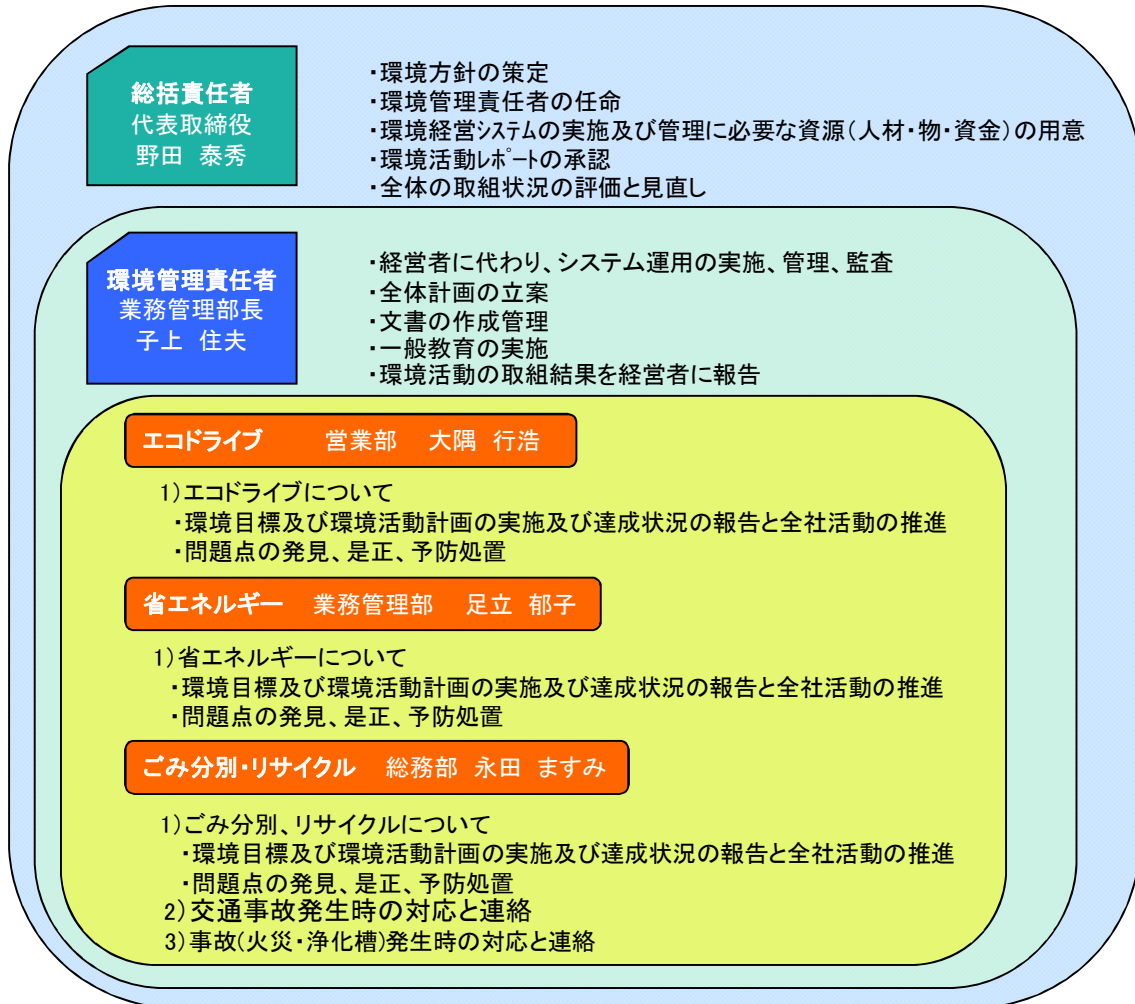 総括責任者
代表取締役
野田　泰秀
・環境方針の策定
・環境管理責任者の任命
・環境経営ｼｽﾃﾑの実施及び管理に必要な資源（人材・物・資金）の用意
・環境活動ﾚﾎﾟｰﾄの承認
・全体の取組状況の評価と見直し
環境管理責任者
業務管理部長
子上　住夫
・経営者に代わり、システム運用の実施、管理、監査
・全体計画の立案
・文書の作成管理
・一般教育の実施
・環境活動の取組結果を経営者に報告
エコドライブ　　営業部　大隅　行浩
1）エコドライブについて
・環境目標及び環境活動計画の実施及び達成状況の報告と全社活動の推進
・問題点の発見、是正、予防処置
省エネルギー　業務管理部　足立　郁子
1）省エネルギーについて
・環境目標及び環境活動計画の実施及び達成状況の報告と全社活動の推進
・問題点の発見、是正、予防処置
ごみ分別・リサイクル　総務部　永田　ますみ
1）ごみ分別、リサイクルについて
・環境目標及び環境活動計画の実施及び達成状況の報告と全社活動の推進
・問題点の発見、是正、予防処置
2）交通事故発生時の対応と連絡
3）事故(火災・浄化槽)発生時の対応と連絡